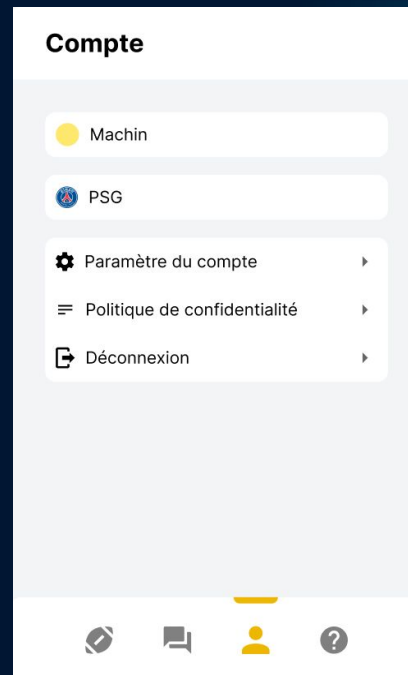 Compte
Machin
PSG
Paramètre du compte
Politique de confidentialité
Déconnexion